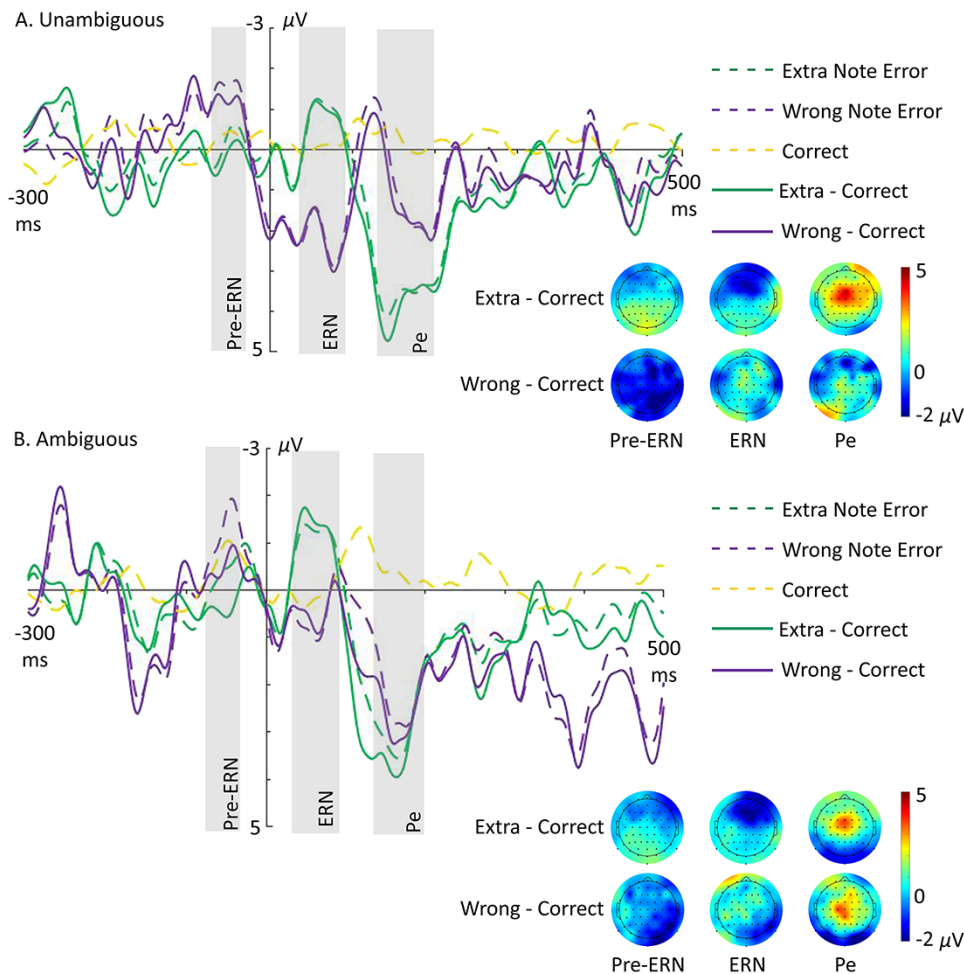 A. Unambiguous
-3 µV
-300
ms
500
ms
5
Pre-ERN
ERN
Pe
Extra Note Error
Wrong Note Error
Correct
Extra - Correct
Wrong - Correct
Extra - Correct
Wrong - Correct
Pre-ERN ERN Pe
5
0
-2 µV
B. Ambiguous
-3 µV
-300
ms
500
ms
5
Pre-ERN
ERN
Pe
Extra Note Error
Wrong Note Error
Correct
Extra - Correct
Wrong - Correct
Extra - Correct
Wrong - Correct
Pre-ERN ERN Pe
5
0
-2 µV